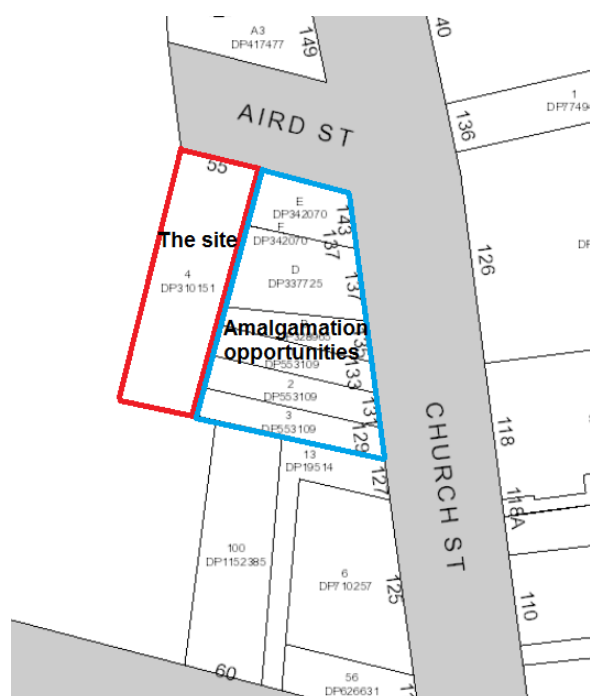 A3
DP417477
149
40
AIRD ST
1
136
55
E
DP342070
143
F
DP342070
137
The site
4
DP310151
D
DP337725
137
126
Amalgamation
opportunities
135
DP553109
133
2
DP553109
131
3
DP553109
129
13
DP19514
127
CHURCH ST
118
118A
100
DP1152385
6
DP710257
125
110
60
56
DP626631